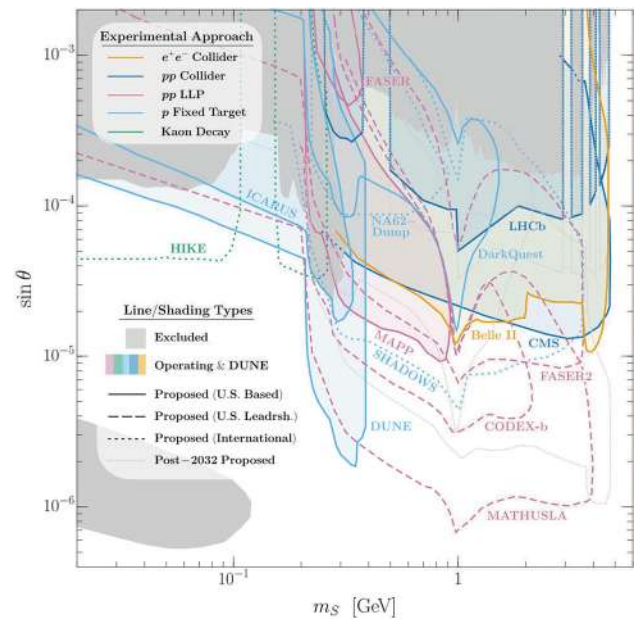 10⁻³
Experimental Approach
e⁺e⁻ Collider
pp Collider
pp LLP
p Fixed Target
Kaon Decay
FASER
10⁻⁴
ICARUS
NA62–
Dump
LHCb
HIKE
DarkQuest
sin θ
Line/Shading Types
Excluded
Operating & DUNE
Proposed (U.S. Based)
Proposed (U.S. Leadrsh.)
Proposed (International)
Post−2032 Proposed
Belle II
MAPP
CMS
10⁻⁵
SHADOWS
FASER2
DUNE
CODEX-b
10⁻⁶
MATHUSLA
10⁻¹
1
m_S [GeV]